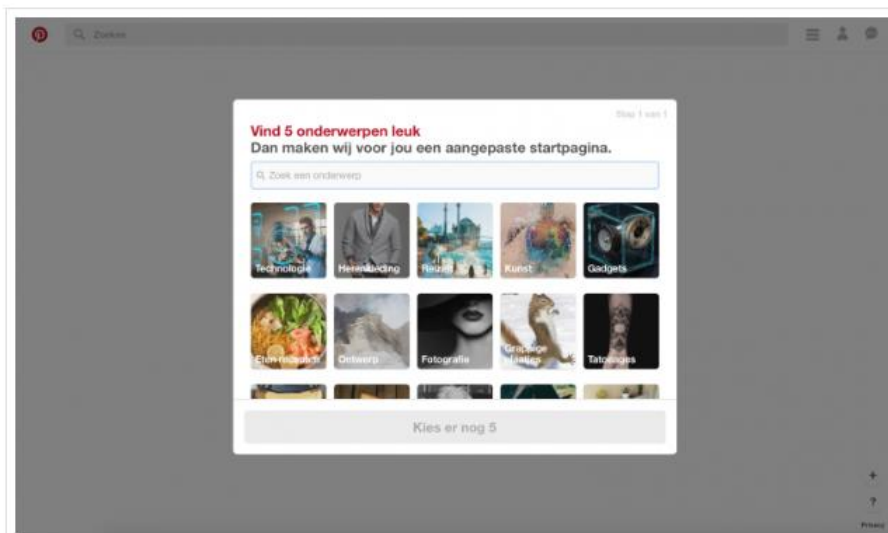 Zoeken
Stap 1 van 1
Vind 5 onderwerpen leuk
Dan maken wij voor jou een aangepaste startpagina.
Zoek een onderwerp
Technologie
Herenkleding
Reizen
Kunst
Gadgets
Eten en drinken
Ontwerp
Fotografie
Grappige
plaatjes
Tatoeages
Kies er nog 5
+
?
Privacy